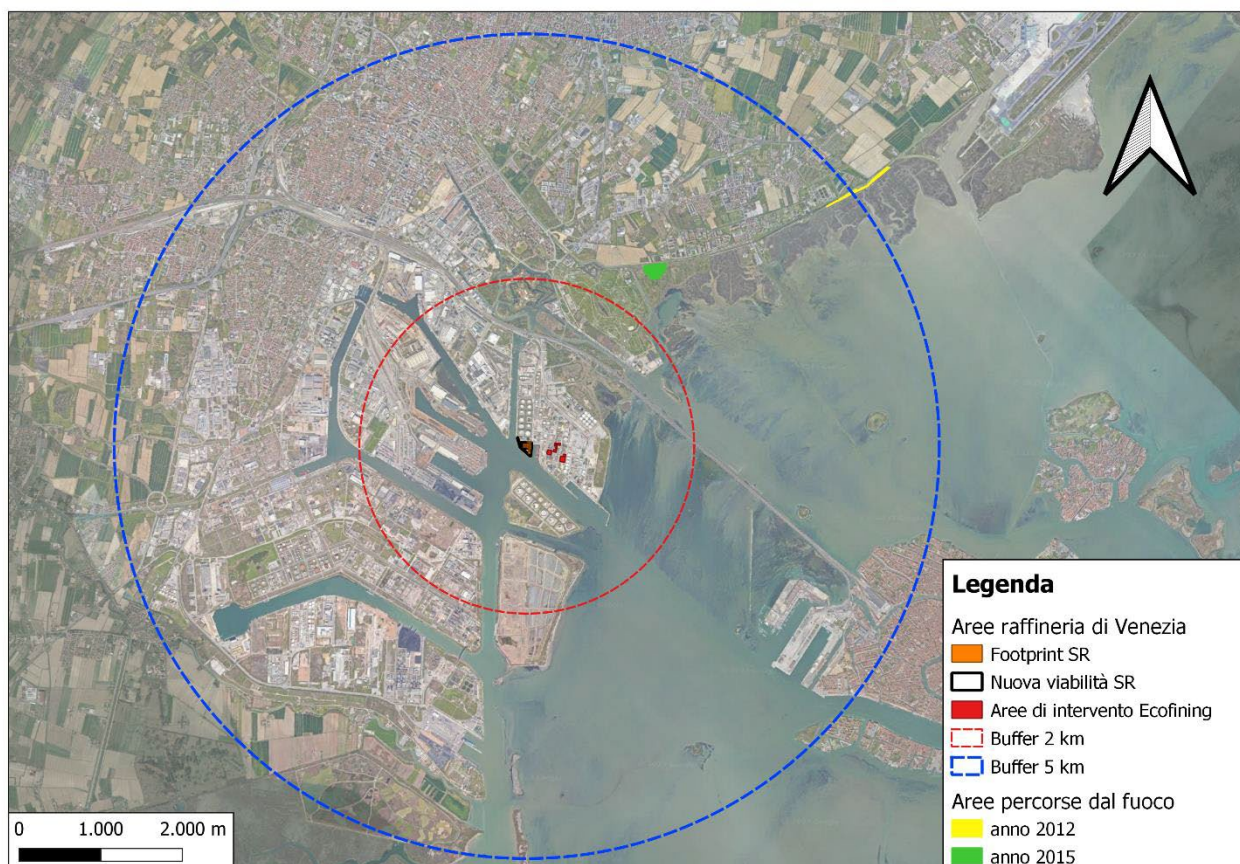 Legenda
Aree raffineria di Venezia
Footprint SR
Nuova viabilità SR
Aree di intervento Ecofining
Buffer 2 km
Buffer 5 km
Aree percorse dal fuoco
anno 2012
anno 2015
0 1.000 2.000 m